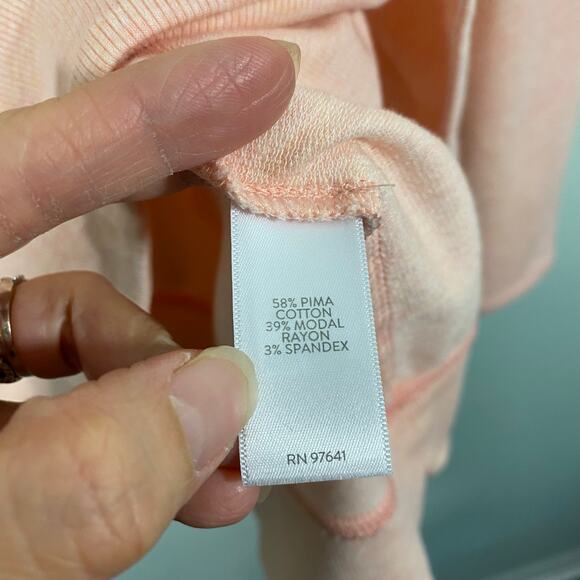 58% PIMA
COTTON
39% MODAL
RAYON
3% SPANDEX
RN 97641